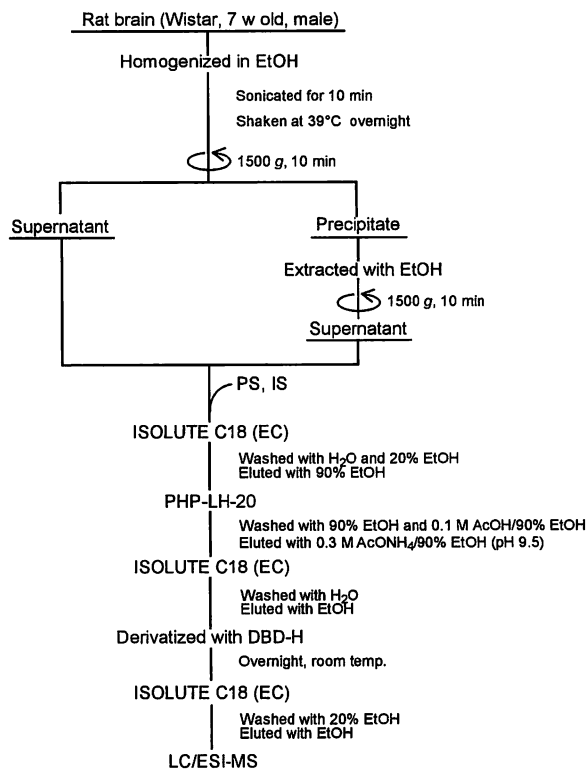 Rat brain (Wistar, 7 w old, male)
Homogenized in EtOH
Sonicated for 10 min
Shaken at 39°C overnight
1500 g, 10 min
Supernatant
Precipitate
Extracted with EtOH
1500 g, 10 min
Supernatant
PS, IS
ISOLUTE C18 (EC)
Washed with H₂O and 20% EtOH
Eluted with 90% EtOH
PHP-LH-20
Washed with 90% EtOH and 0.1 M AcOH/90% EtOH
Eluted with 0.3 M AcONH₄/90% EtOH (pH 9.5)
ISOLUTE C18 (EC)
Washed with H₂O
Eluted with EtOH
Derivatized with DBD-H
Overnight, room temp.
ISOLUTE C18 (EC)
Washed with 20% EtOH
Eluted with EtOH
LC/ESI-MS